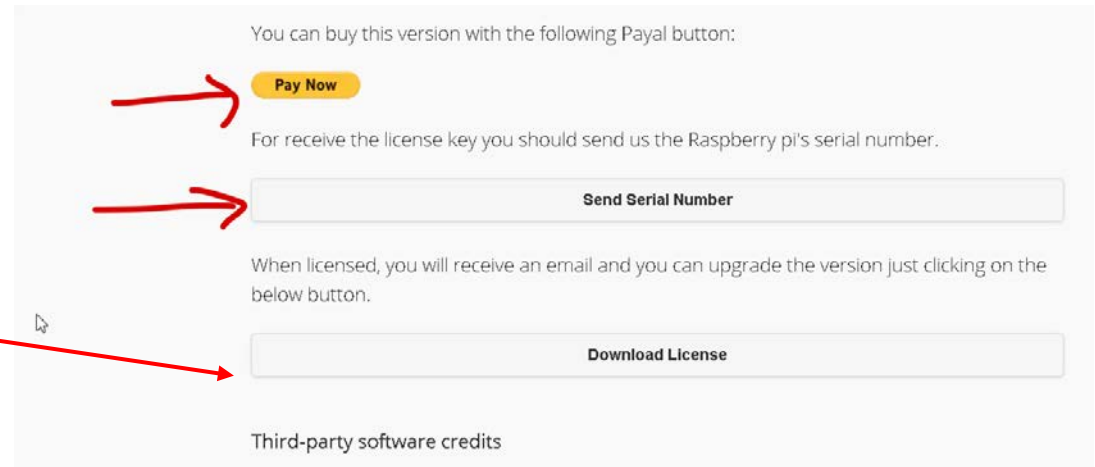 You can buy this version with the following Payal button:
Pay Now
For receive the license key you should send us the Raspberry pi's serial number.
Send Serial Number
When licensed, you will receive an email and you can upgrade the version just clicking on the
below button.
Download License
Third-party software credits